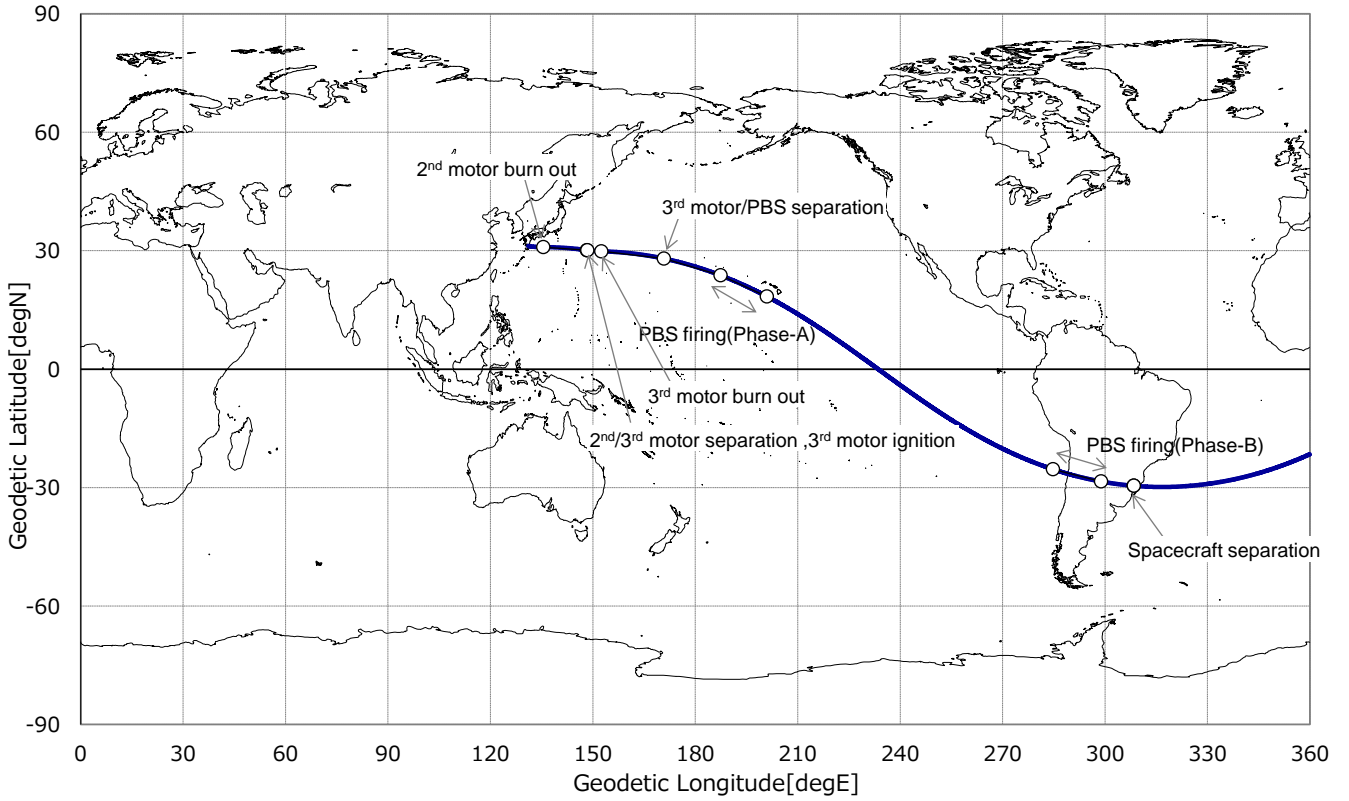 90
60
30
0
-30
-60
-90
Geodetic Latitude[degN]
2nd motor burn out
3rd motor/PBS separation
PBS firing(Phase-A)
3rd motor burn out
2nd/3rd motor separation ,3rd motor ignition
PBS firing(Phase-B)
Spacecraft separation
0 30 60 90 120 150 180 210 240 270 300 330 360
Geodetic Longitude[degE]